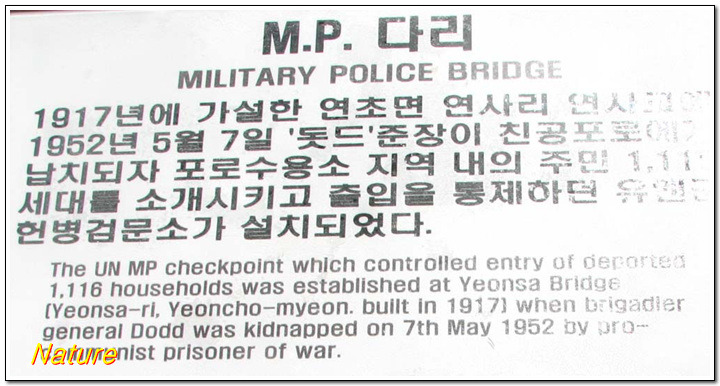 M.P. 다리
MILITARY POLICE BRIDGE
1917년에 가설한 연초면 연사리
1952년 5월 7일 '돗드'준장이 친공포로에게
납치되자 포로수용소 지역 내의 주민
세대를 소개시키고 출입을 통제하던
헌병검문소가 설치되었다.
The UN MP checkpoint which controlled entry of deported
1,116 households was established at Yeonsa Bridge
(Yeonsa-ri, Yeoncho-myeon. built in 1917) when brigadier
general Dodd was kidnapped on 7th May 1952 by pro-
communist prisoner of war.
Nature